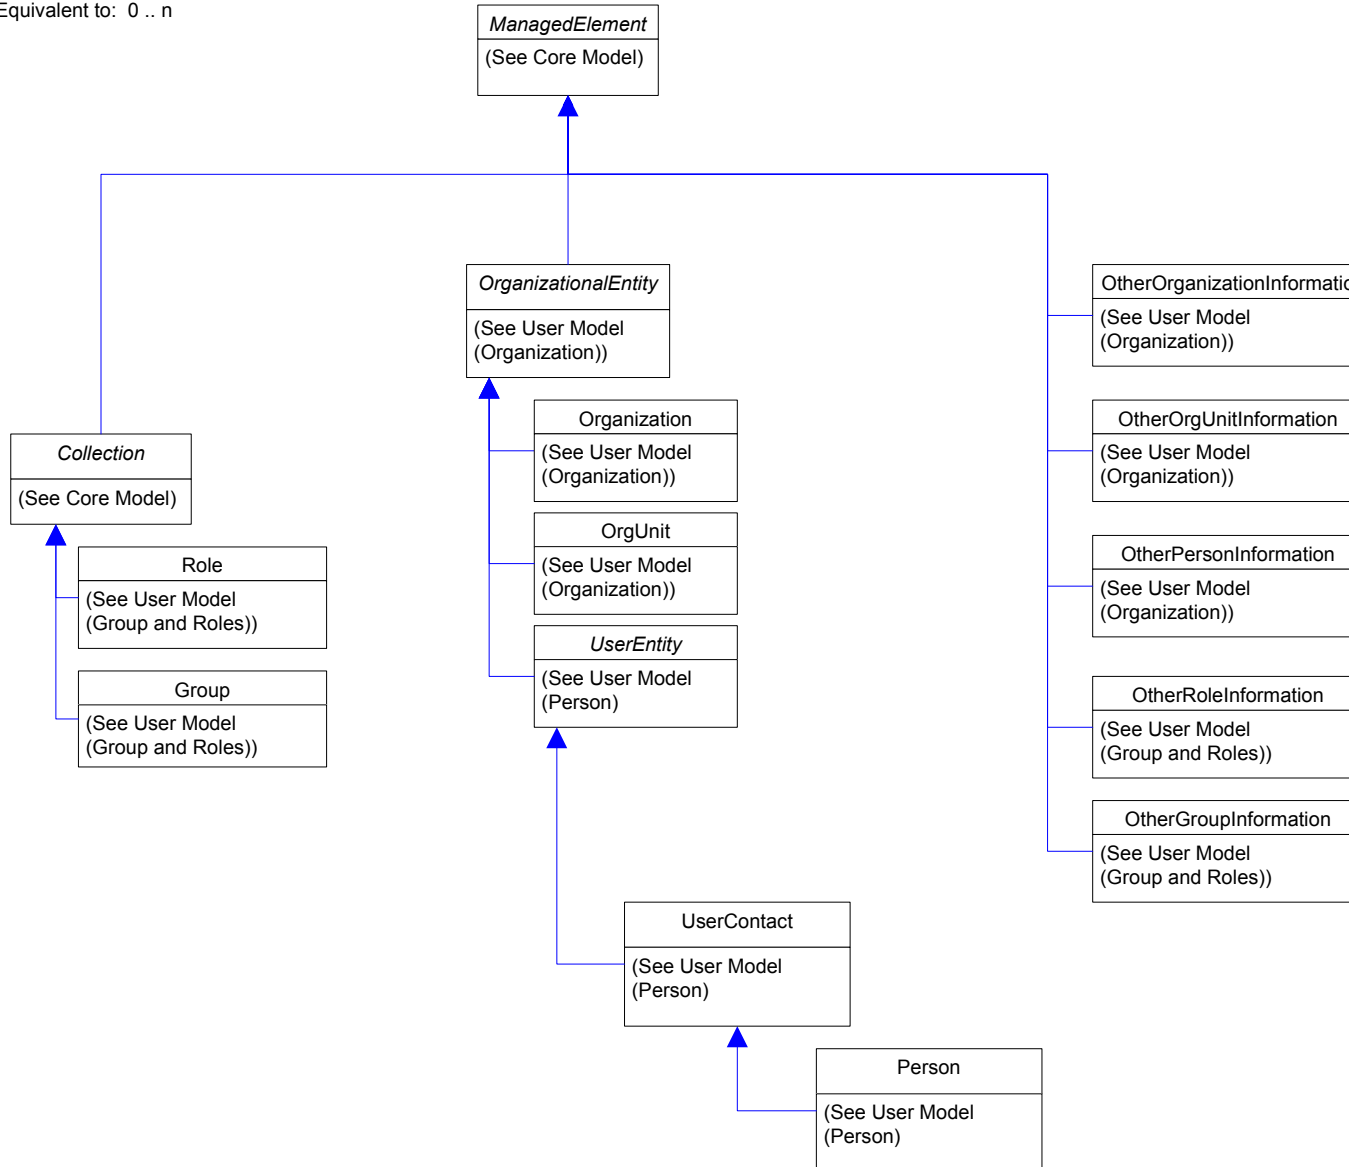 Equivalent to: 0 .. n
ManagedElement
(See Core Model)
OrganizationalEntity
(See User Model
(Organization))
Organization
(See User Model
(Organization))
OrgUnit
(See User Model
(Organization))
UserEntity
(See User Model
(Person)
Collection
(See Core Model)
Role
(See User Model
(Group and Roles))
Group
(See User Model
(Group and Roles))
OtherOrganizationInformatio
(See User Model
(Organization))
OtherOrgUnitInformation
(See User Model
(Organization))
OtherPersonInformation
(See User Model
(Organization))
OtherRoleInformation
(See User Model
(Group and Roles))
OtherGroupInformation
(See User Model
(Group and Roles))
UserContact
(See User Model
(Person)
Person
(See User Model
(Person)